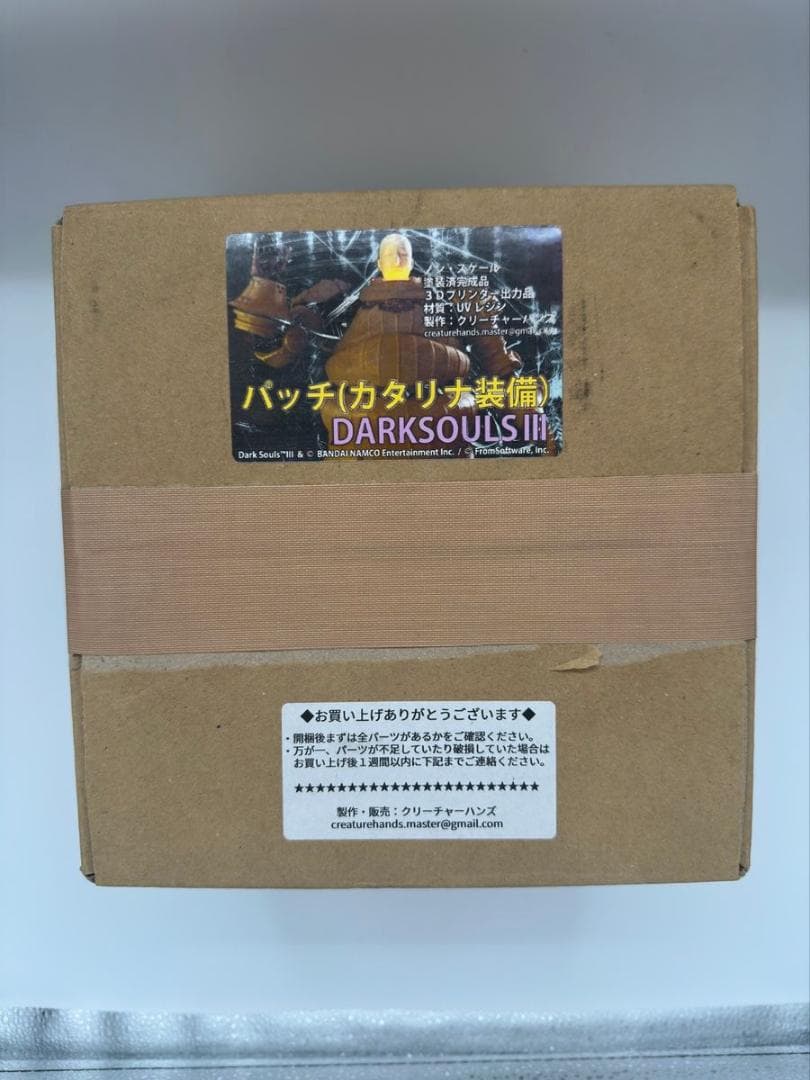 ノン・スケール
塗装済完成品
３Ｄプリンター出力品
材質：UVレジン
製作：クリーチャーハンズ
creaturehands.master@gmail.com
パッチ(カタリナ装備)
DARKSOULS III
Dark Souls™III & © BANDAI NAMCO Entertainment Inc. / © FromSoftware, Inc.
◆お買い上げありがとうございます◆
・開梱後まずは全パーツがあるかをご確認ください。
・万が一、パーツが不足していたり破損していた場合は
お買い上げ後１週間以内に下記までご連絡ください。
★★★★★★★★★★★★★★★★★★★★★★★
製作・販売：クリーチャーハンズ
creaturehands.master@gmail.com